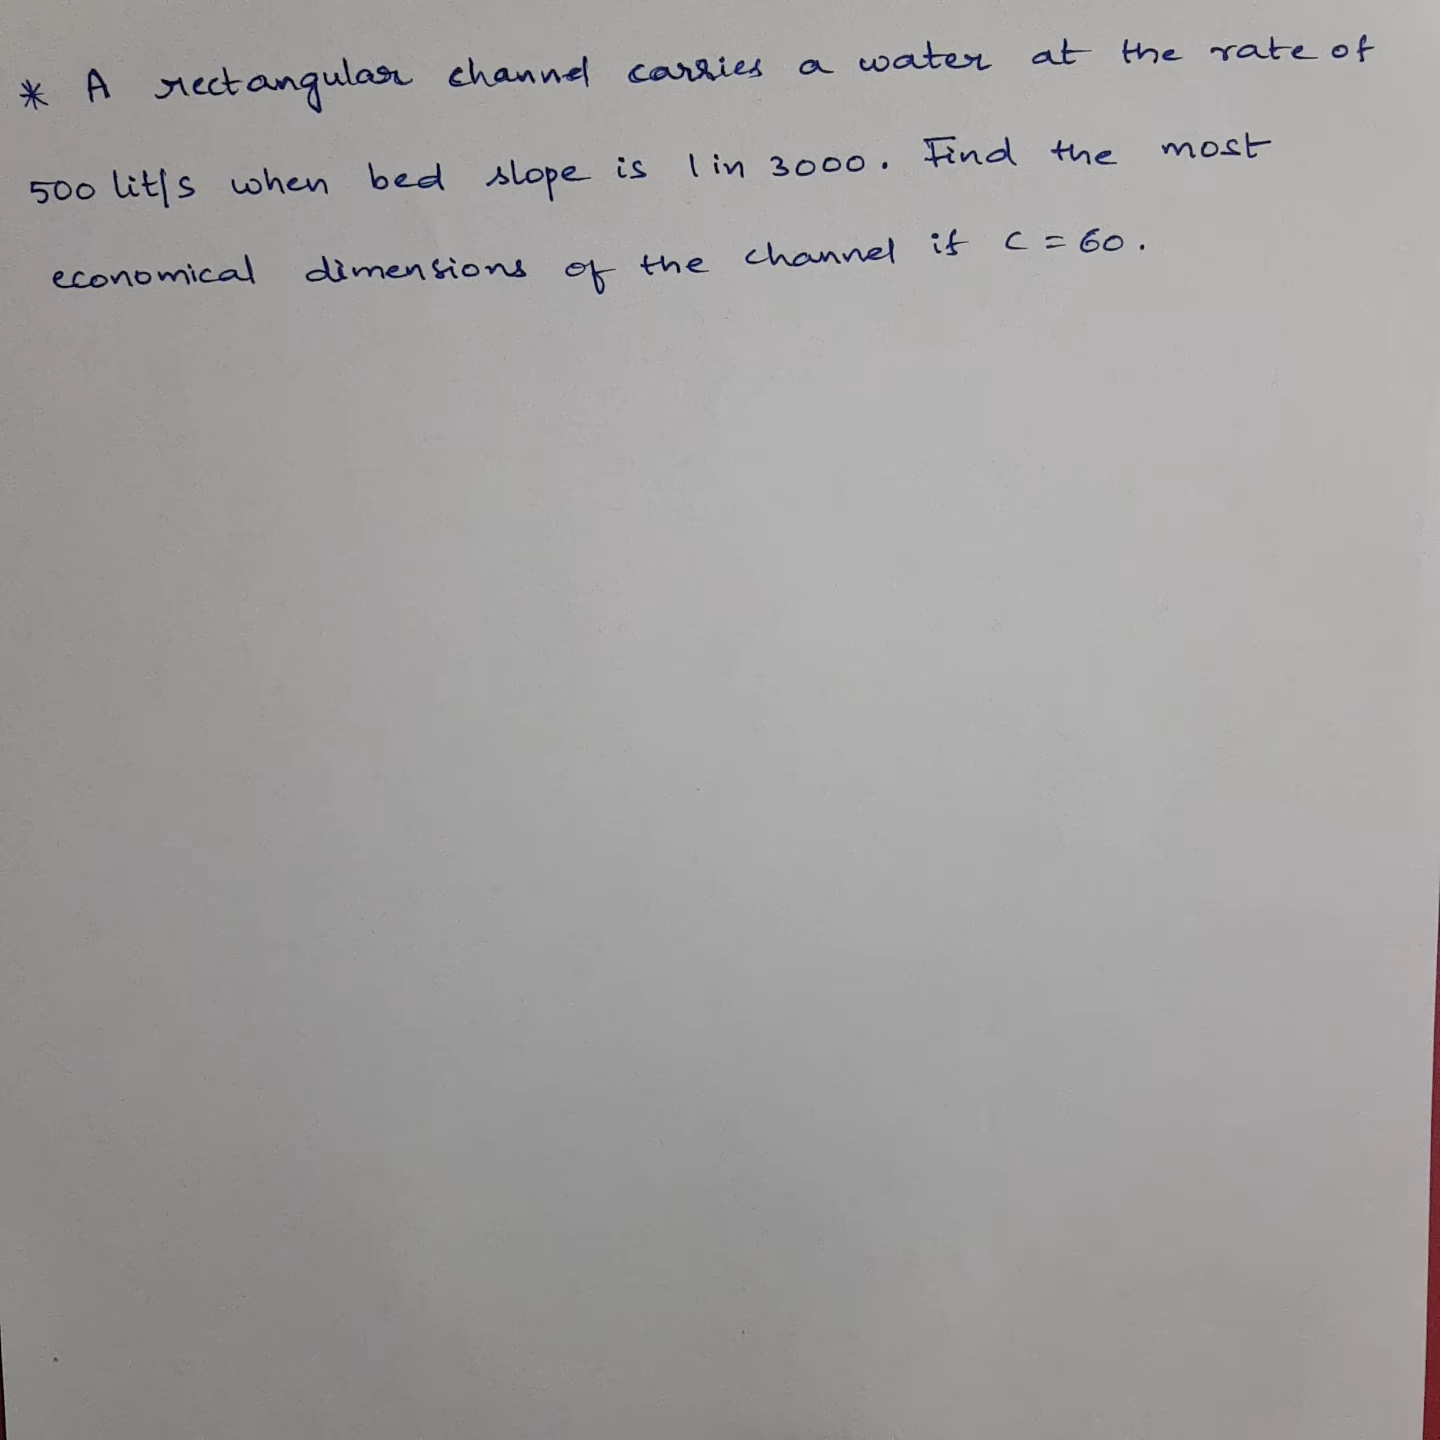 * A rectangular channel carries a water at the rate of
500 lit/s when bed slope is 1 in 3000. Find the most
economical dimensions of the channel if C = 60.